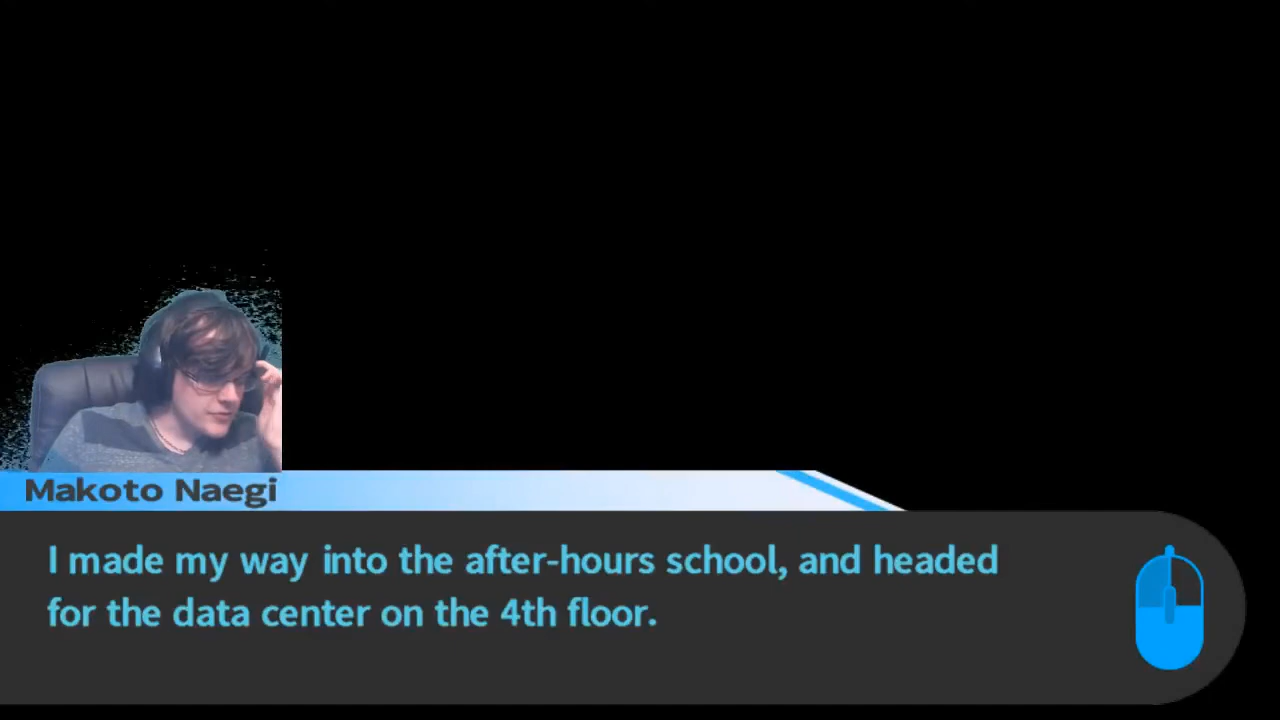 Makoto Naegi
I made my way into the after-hours school, and headed
for the data center on the 4th floor.